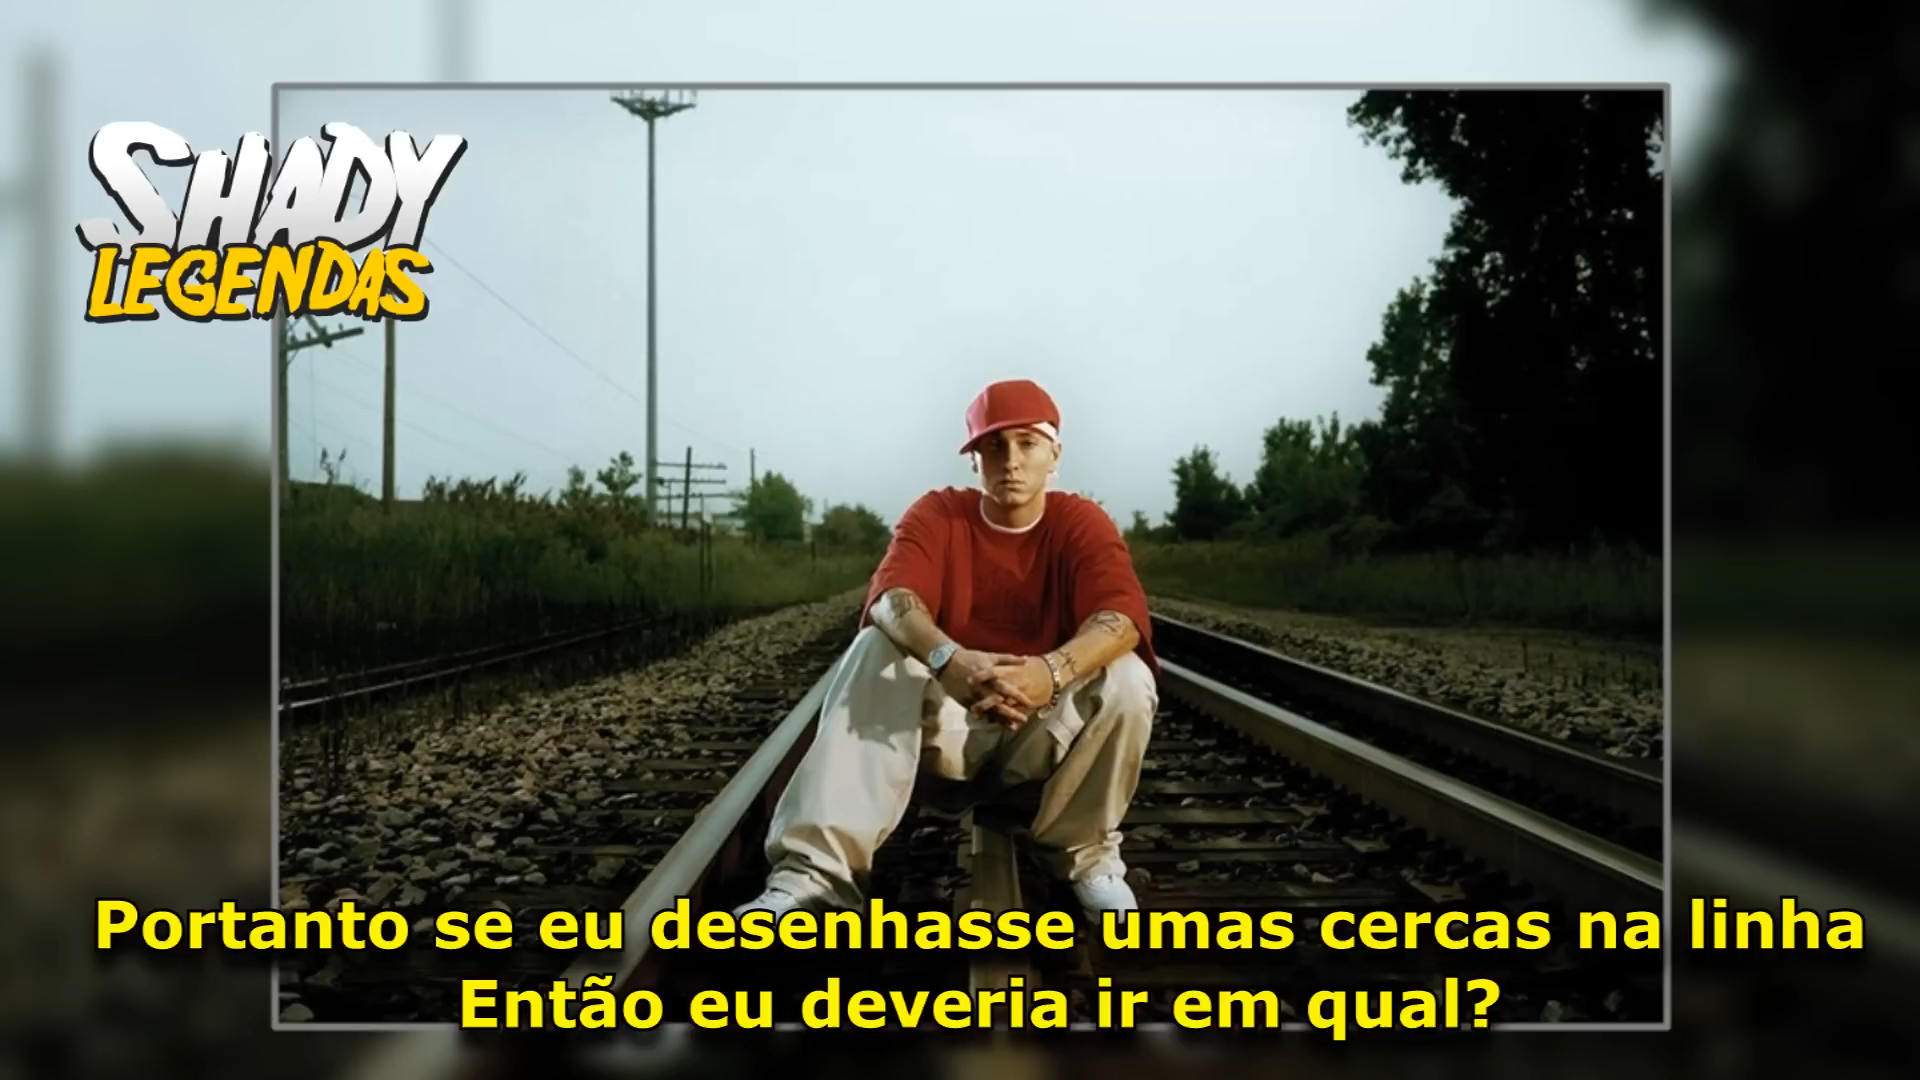 SHADY
LEGENDAS
Portanto se eu desenhasse umas cercas na linha
Então eu deveria ir em qual?